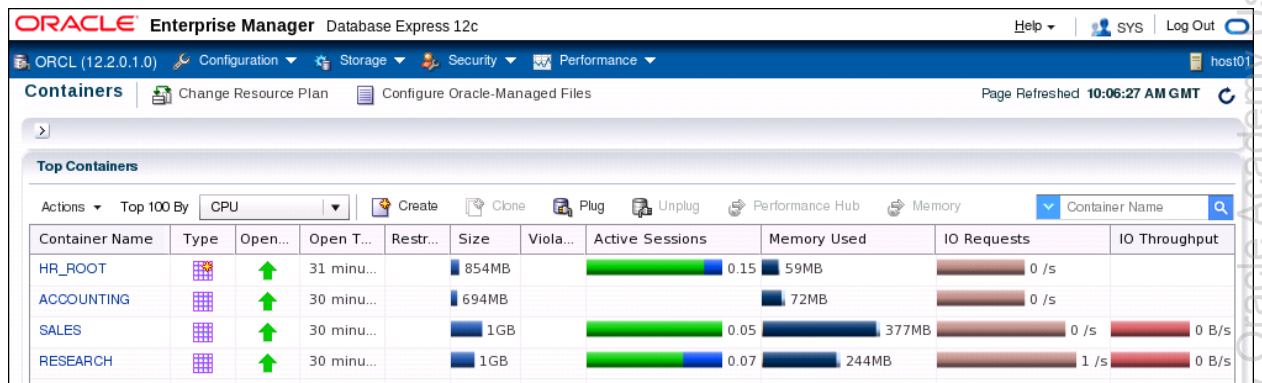 ORACLE Enterprise Manager Database Express 12c Help SYS Log Out
ORCL (12.2.0.1.0) Configuration Storage Security Performance host01
Containers Change Resource Plan Configure Oracle-Managed Files Page Refreshed 10:06:27 AM GMT
Top Containers
Actions Top 100 By CPU Create Clone Plug Unplug Performance Hub Memory Container Name
Container Name Type Open... Open T... Restr... Size Viola... Active Sessions Memory Used IO Requests IO Throughput
HR_ROOT 31 minu... 854MB 0.15 59MB 0 /s
ACCOUNTING 30 minu... 694MB 72MB 0 /s
SALES 30 minu... 1GB 0.05 377MB 0 /s 0 B/s
RESEARCH 30 minu... 1GB 0.07 244MB 1 /s 0 B/s
Oracle Academy